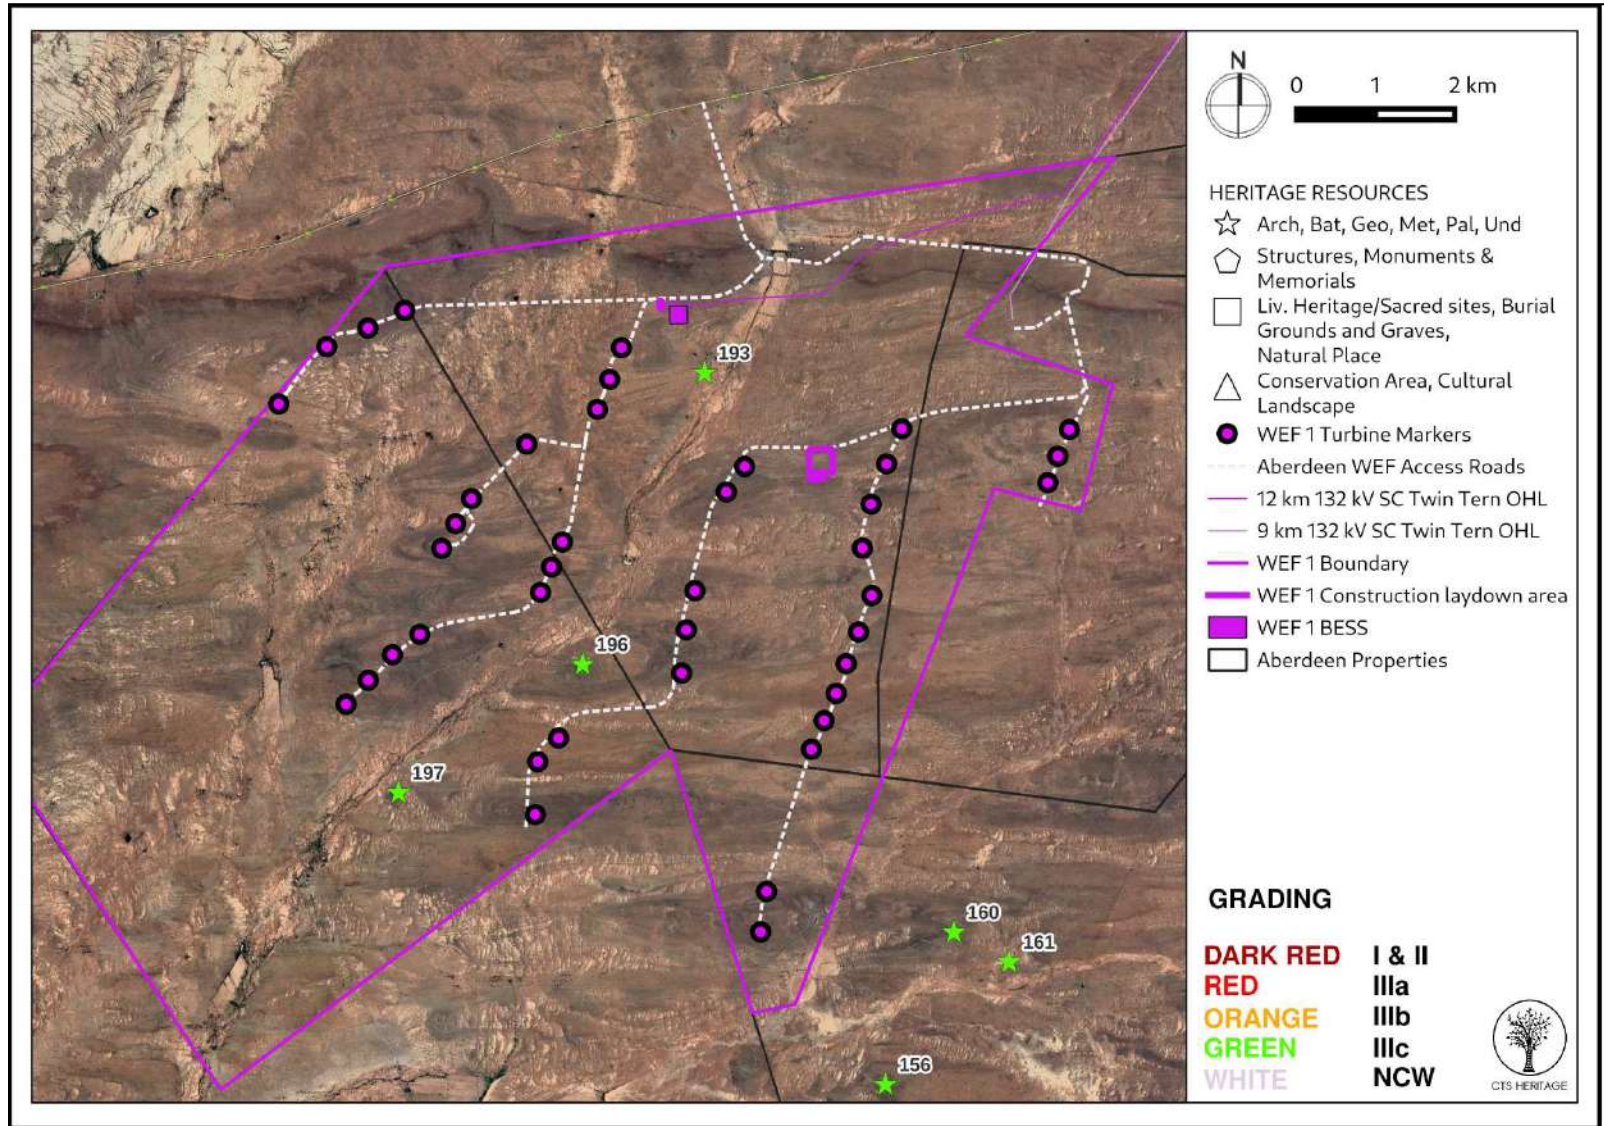 193
196
197
160
161
156
N
0 1 2 km
HERITAGE RESOURCES
Arch, Bat, Geo, Met, Pal, Und
Structures, Monuments &
Memorials
Liv. Heritage/Sacred sites, Burial
Grounds and Graves,
Natural Place
Conservation Area, Cultural
Landscape
WEF 1 Turbine Markers
Aberdeen WEF Access Roads
12 km 132 kV SC Twin Tern OHL
9 km 132 kV SC Twin Tern OHL
WEF 1 Boundary
WEF 1 Construction laydown area
WEF 1 BESS
Aberdeen Properties
GRADING
DARK RED I & II
RED IIIa
ORANGE IIIb
GREEN IIIc
WHITE NCW
CTS HERITAGE